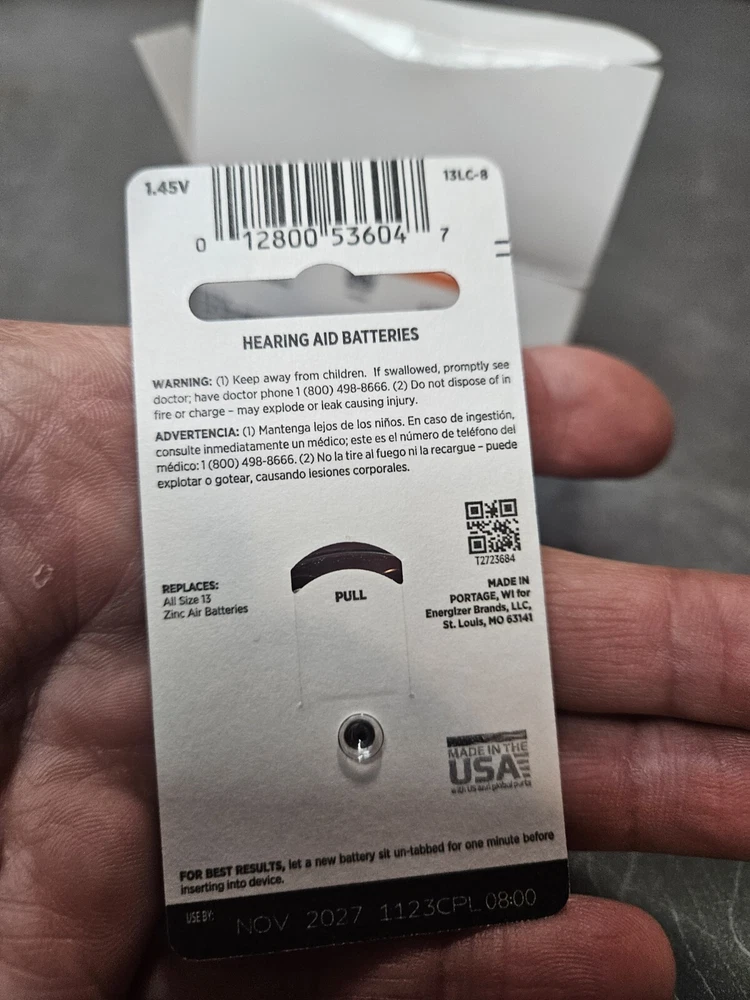 1.45V
13LC-8
0 12800 53604 7
HEARING AID BATTERIES
WARNING: (1) Keep away from children. If swallowed, promptly see
doctor; have doctor phone 1 (800) 498-8666. (2) Do not dispose of in
fire or charge – may explode or leak causing injury.
ADVERTENCIA: (1) Mantenga lejos de los niños. En caso de ingestión,
consulte inmediatamente un médico; este es el número de teléfono del
médico: 1 (800) 498-8666. (2) No la tire al fuego ni la recargue – puede
explotar o gotear, causando lesiones corporales.
T2723684
REPLACES:
All Size 13
Zinc Air Batteries
PULL
MADE IN
PORTAGE, WI for
Energizer Brands, LLC,
St. Louis, MO 63141
MADE IN THE
USA
with US and global parts
FOR BEST RESULTS, let a new battery sit un-tabbed for one minute before
inserting into device.
USE BY: NOV 2027 1123CPL 08:00